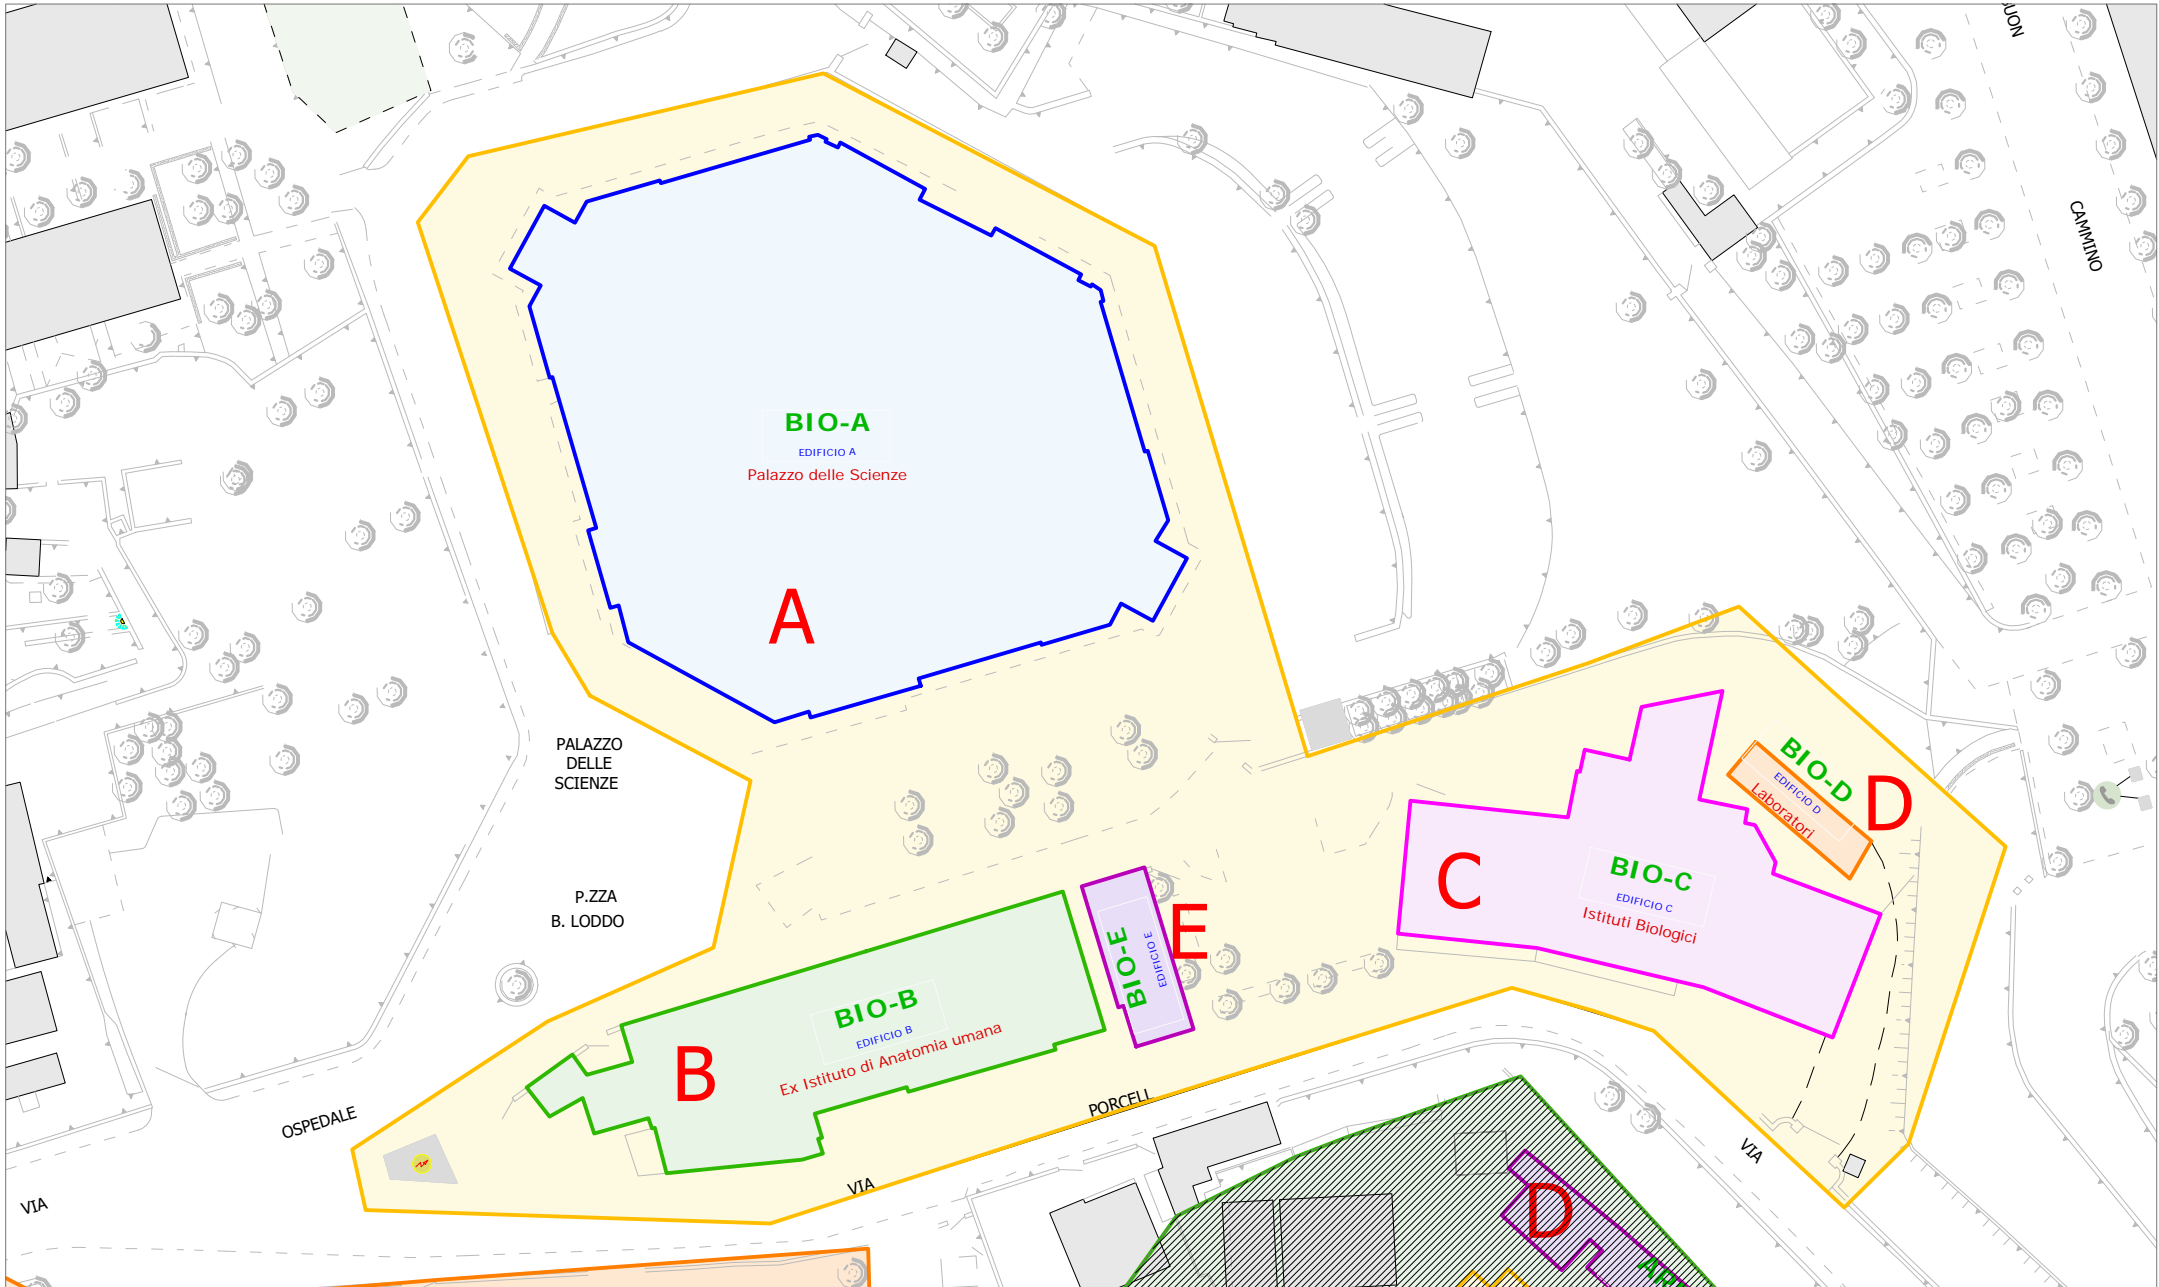 CAMMINO
BIO-A
EDIFICIO A
Palazzo delle Scienze
A
PALAZZO
DELLE
SCIENZE
P.ZZA
B. LODDO
BIO-D
EDIFICIO D
Laboratori
D
C
BIO-C
EDIFICIO C
Istituti Biologici
E
BIO-E
EDIFICIO E
BIO-B
EDIFICIO B
Ex Istituto di Anatomia umana
B
OSPEDALE
VIA
VIA
PORCELL
VIA
D